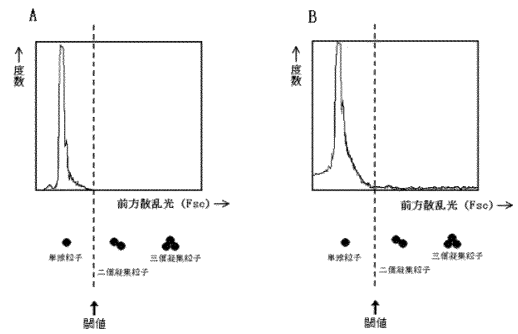 A
B
↑度数
↑度数
前方散乱光 (Fsc) →
前方散乱光 (Fsc) →
単漉粒子
二個凝集粒子
三個凝集粒子
単漉粒子
二個凝集粒子
三個凝集粒子
閾値
閾値